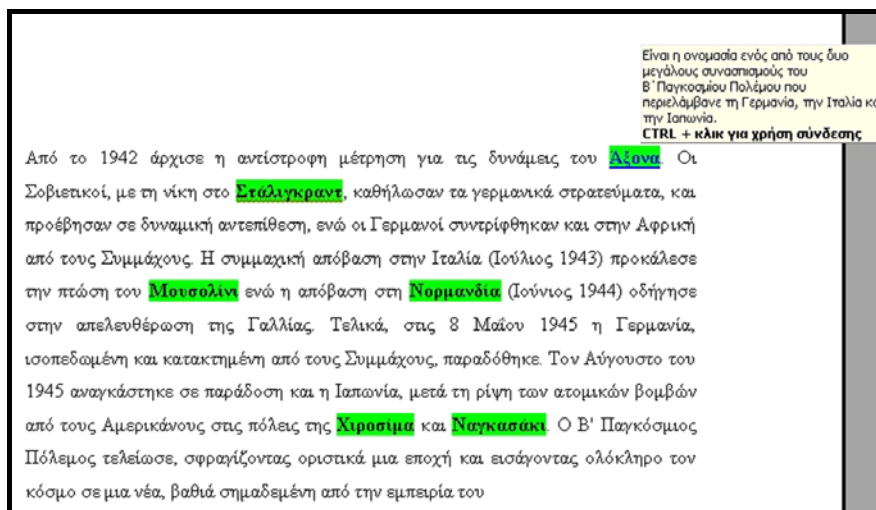 Είναι η ονομασία ενός από τους δυο
μεγάλους συνασπισμούς του
Β΄Παγκοσμίου Πολέμου που
περιελάμβανε τη Γερμανία, την Ιταλία κα
την Ιαπωνία.
CTRL + κλικ για χρήση σύνδεσης
Από το 1942 άρχισε η αντίστροφη μέτρηση για τις δυνάμεις του Άξονα. Οι
Σοβιετικοί, με τη νίκη στο Στάλιγκραντ, καθήλωσαν τα γερμανικά στρατεύματα, και
προέβησαν σε δυναμική αντεπίθεση, ενώ οι Γερμανοί συντρίφθηκαν και στην Αφρική
από τους Συμμάχους. Η συμμαχική απόβαση στην Ιταλία (Ιούλιος 1943) προκάλεσε
την πτώση του Μουσολίνι ενώ η απόβαση στη Νορμανδία (Ιούνιος 1944) οδήγησε
στην απελευθέρωση της Γαλλίας. Τελικά, στις 8 Μαΐου 1945 η Γερμανία,
ισοπεδωμένη και κατακτημένη από τους Συμμάχους, παραδόθηκε. Τον Αύγουστο του
1945 αναγκάστηκε σε παράδοση και η Ιαπωνία, μετά τη ρίψη των ατομικών βομβών
από τους Αμερικάνους στις πόλεις της Χιροσίμα και Ναγκασάκι. Ο Β' Παγκόσμιος
Πόλεμος τελείωσε, σφραγίζοντας οριστικά μια εποχή και εισάγοντας ολόκληρο τον
κόσμο σε μια νέα, βαθιά σημαδεμένη από την εμπειρία του